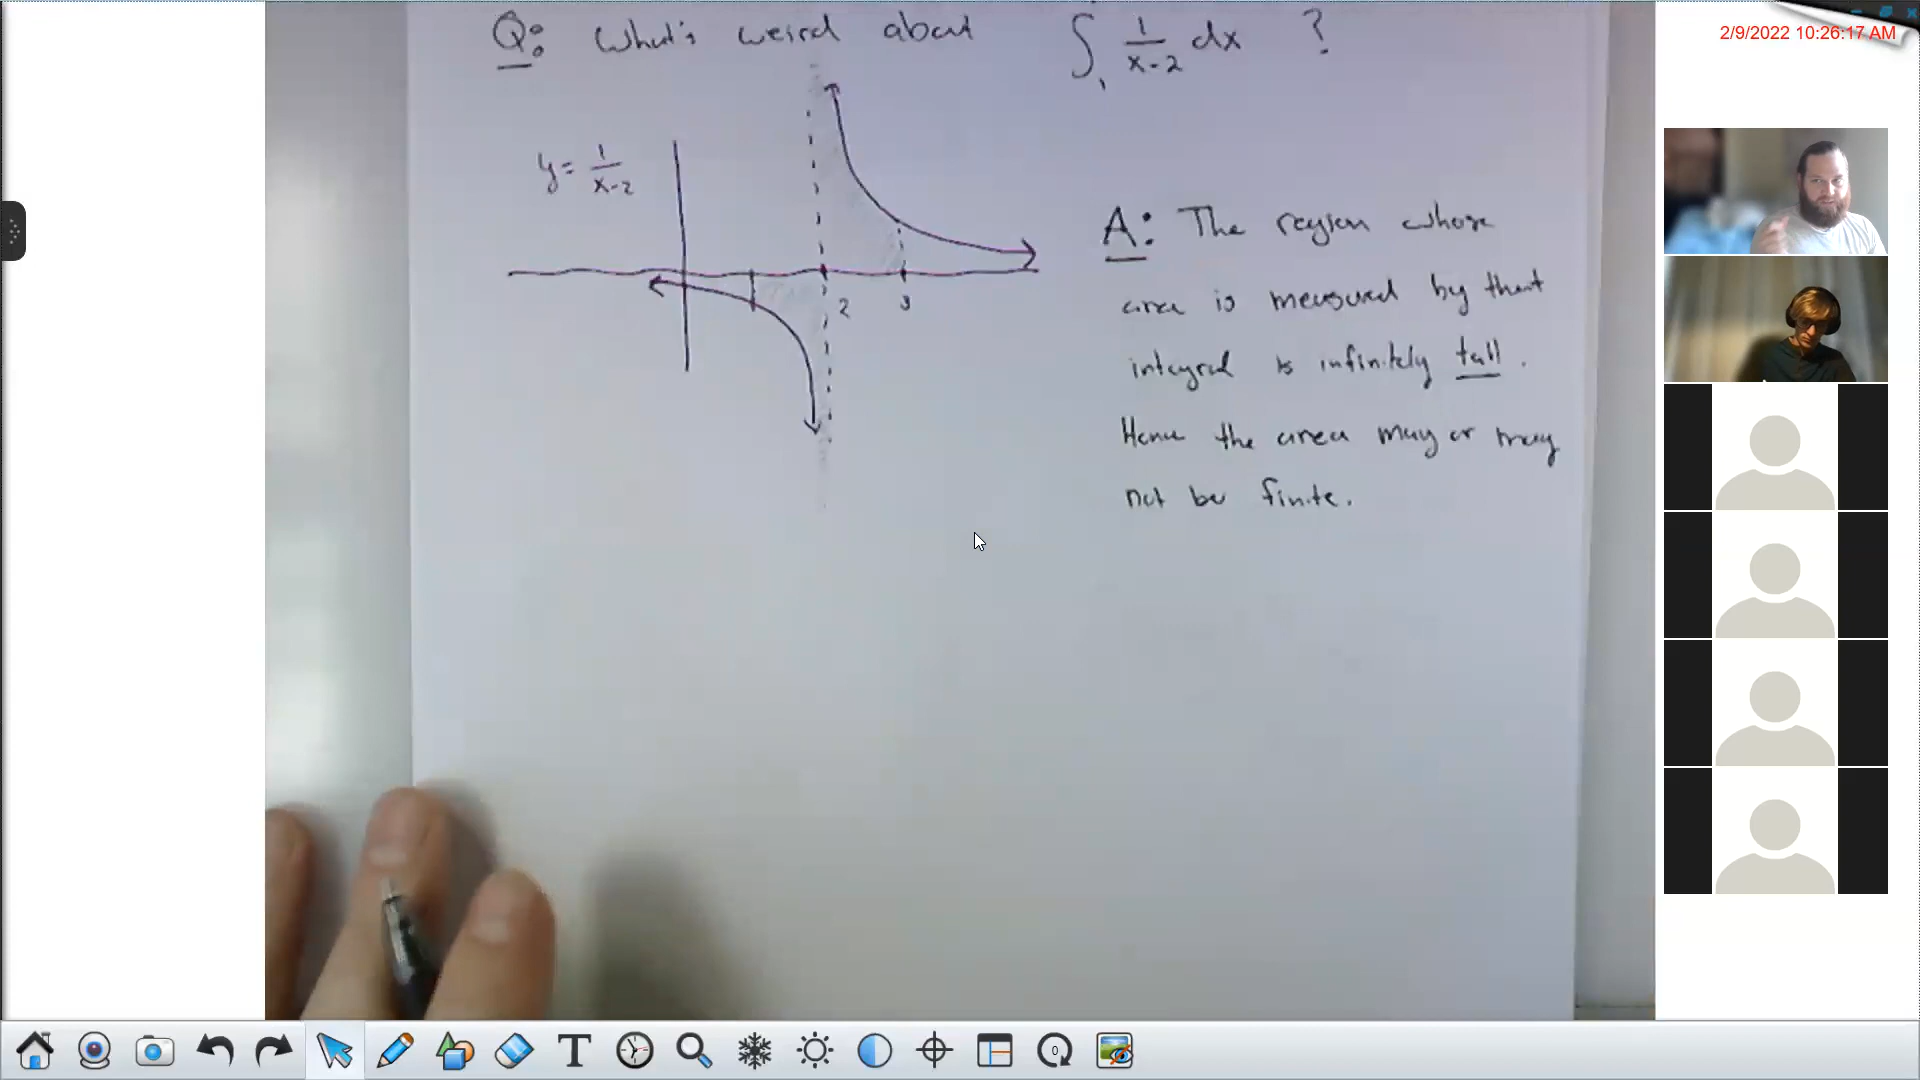 2/9/2022 10:26:17 AM
Q: What's weird about ∫₁ 1/(x-2) dx ?
y = 1/(x-2)
2 3
A: The region whose
area is measured by that
integral is infinitely tall.
Hence the area may or may
not be finite.
T
0